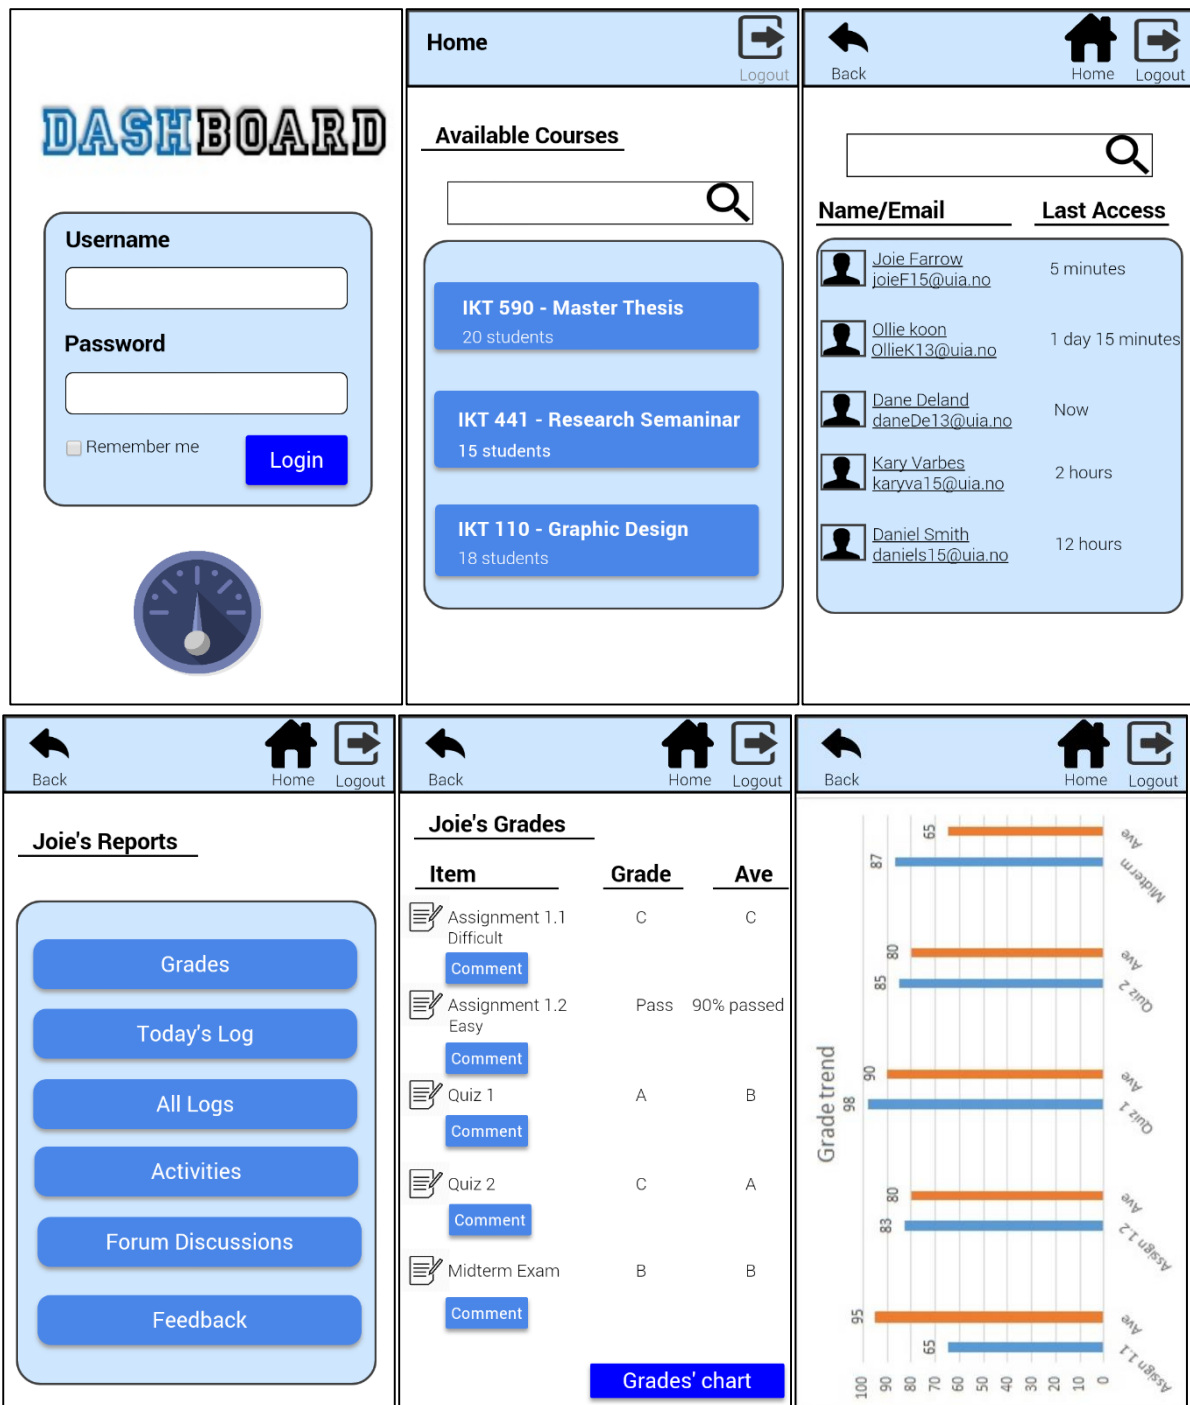 DASHBOARD
Username
Password
Remember me
Login
Home
Logout
Available Courses
IKT 590 - Master Thesis
20 students
IKT 441 - Research Semaninar
15 students
IKT 110 - Graphic Design
18 students
Back
Home
Logout
Name/Email
Last Access
Joie Farrow
joieF15@uia.no
5 minutes
Ollie koon
OllieK13@uia.no
1 day 15 minutes
Dane Deland
daneDe13@uia.no
Now
Kary Varbes
karyva15@uia.no
2 hours
Daniel Smith
daniels15@uia.no
12 hours
Back
Home
Logout
Joie's Reports
Grades
Today's Log
All Logs
Activities
Forum Discussions
Feedback
Back
Home
Logout
Joie's Grades
Item
Grade
Ave
Assignment 1.1
Difficult
C
C
Comment
Assignment 1.2
Easy
Pass
90% passed
Comment
Quiz 1
A
B
Comment
Quiz 2
C
A
Comment
Midterm Exam
B
B
Comment
Grades' chart
Back
Home
Logout
Grade trend
100
90
80
70
60
50
40
30
20
10
0
65
95
83
80
98
90
85
80
87
65
Assign 1.1
Ave
Assign 1.2
Ave
Quiz 1
Ave
Quiz 2
Ave
Midterm
Ave